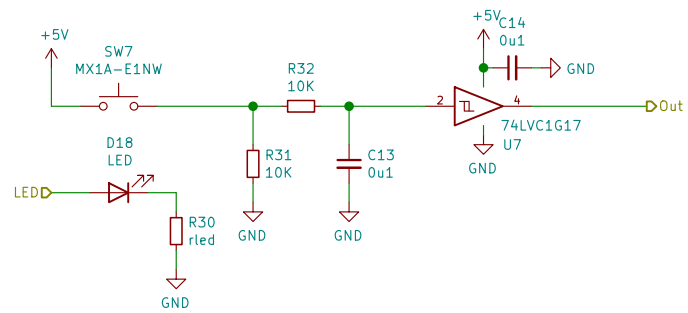 +5V
SW7
MX1A-E1NW
R32
10K
+5V
C14
0u1
GND
2
4
74LVC1G17
U7
GND
Out
R31
10K
GND
C13
0u1
GND
D18
LED
LED
R30
rled
GND